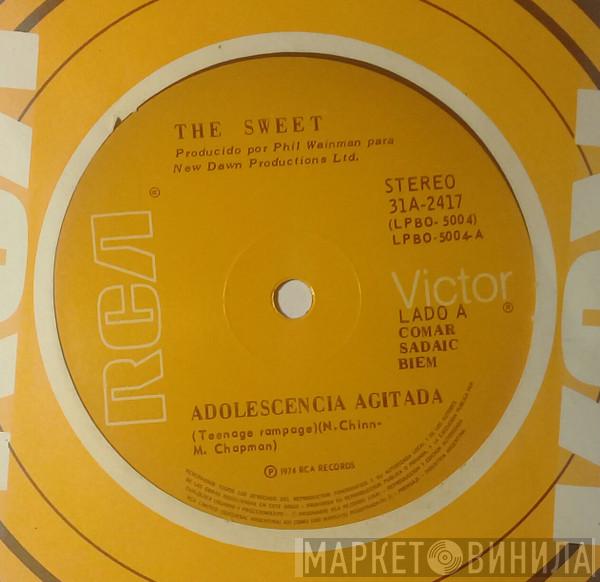 THE SWEET
Producido por Phil Wainman para
New Dawn Productions Ltd.
STEREO
31A-2417
(LPBO-5004)
LPBO-5004-A
RCA
®
Victor
®
LADO A
COMAR
SADAIC
BIEM
ADOLESCENCIA AGITADA
(Teenage rampage)(N.Chinn-
M. Chapman)
Ⓟ 1974 RCA RECORDS
МАРКЕТ ВИНИЛА